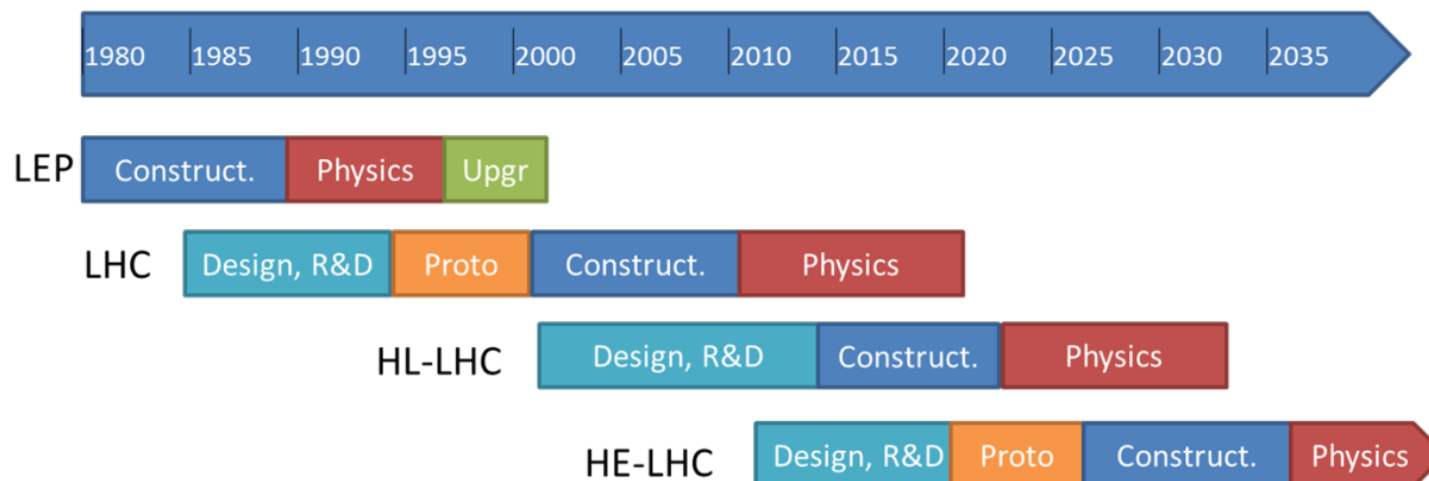 1980 1985 1990 1995 2000 2005 2010 2015 2020 2025 2030 2035
LEP Construct. Physics Upgr
LHC Design, R&D Proto Construct. Physics
HL-LHC Design, R&D Construct. Physics
HE-LHC Design, R&D Proto Construct. Physics